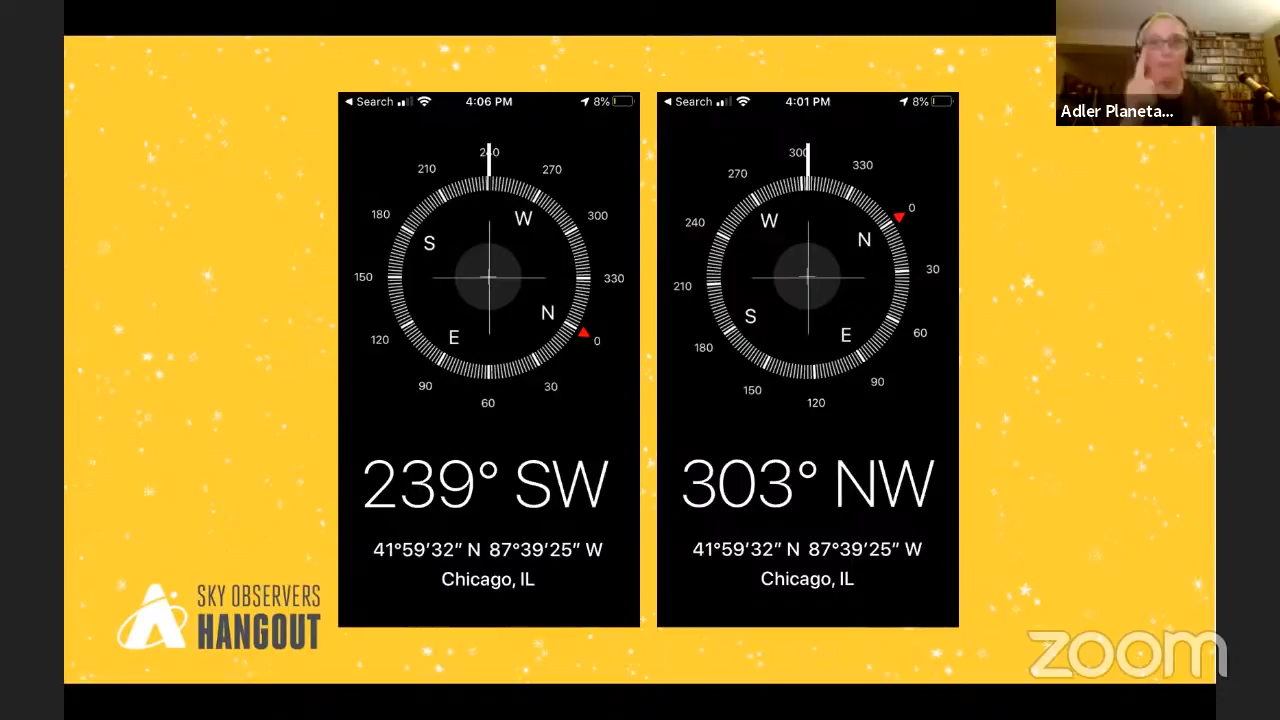 Adler Planeta...
Search
4:06 PM
8%
240
210
270
W
180
300
S
150
330
N
120
0
E
90
30
60
239° SW
41°59’32” N 87°39’25” W
Chicago, IL
Search
4:01 PM
8%
300
330
270
0
W
240
N
30
210
S
60
E
180
90
150
120
303° NW
41°59’32” N 87°39’25” W
Chicago, IL
SKY OBSERVERS
HANGOUT
zoom